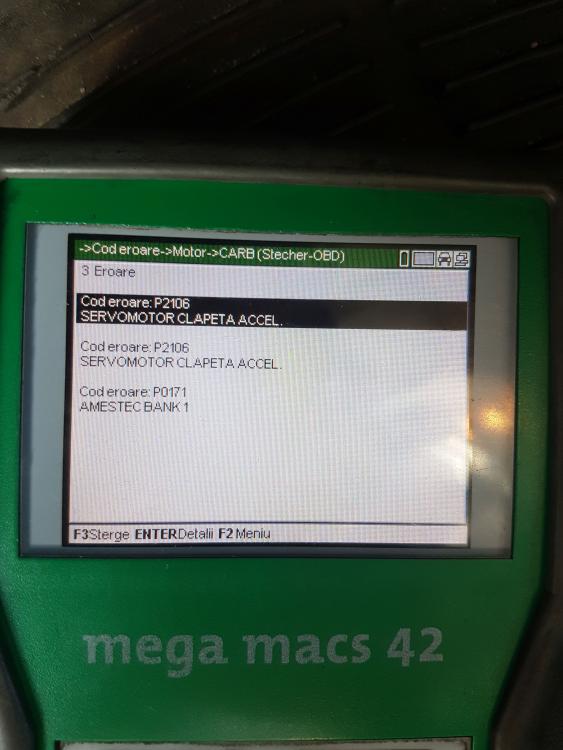 ->Cod eroare->Motor->CARB (Stecher-OBD)
3 Eroare
Cod eroare: P2106
SERVOMOTOR CLAPETA ACCEL.
Cod eroare: P2106
SERVOMOTOR CLAPETA ACCEL.
Cod eroare: P0171
AMESTEC BANK 1
F3Sterge ENTERDetalii F2 Meniu
mega macs 42